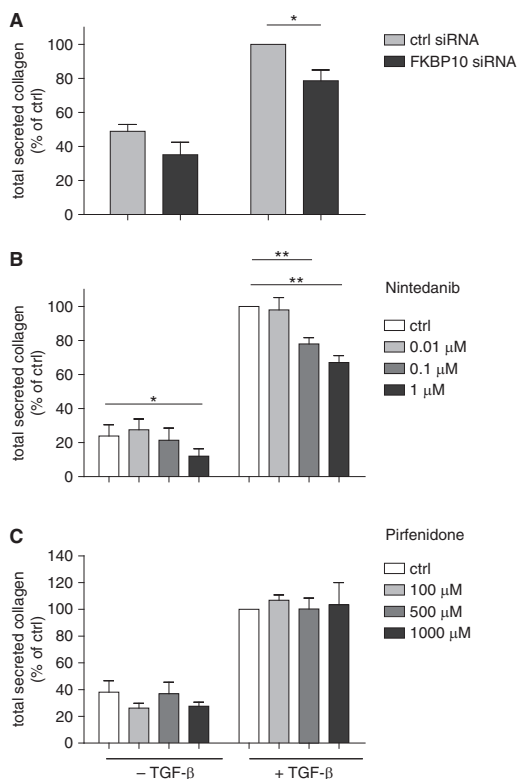 A
total secreted collagen
(% of ctrl)
100
80
60
40
20
0
*
ctrl siRNA
FKBP10 siRNA
B
total secreted collagen
(% of ctrl)
100
80
60
40
20
0
*
**
**
Nintedanib
ctrl
0.01 μM
0.1 μM
1 μM
C
total secreted collagen
(% of ctrl)
140
120
100
80
60
40
20
0
Pirfenidone
ctrl
100 μM
500 μM
1000 μM
– TGF-β
+ TGF-β